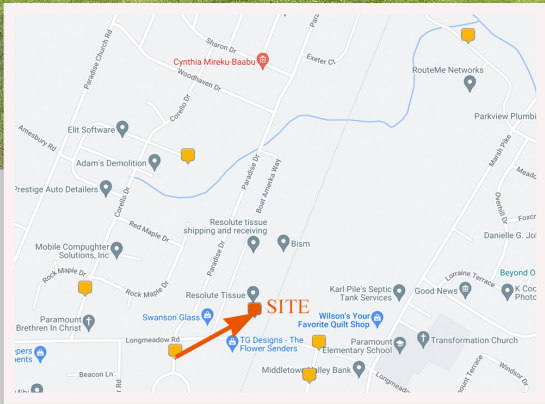 Sharon Dr
Exeter Ct
Paradise Church Rd
Cynthia Mireku-Baabu
Woodhaven Dr
RouteMe Networks
Corello Dr
Parkview Plumbi
Marsh Pike
Amesbury Rd
Elit Software
Adam's Demolition
Paradise Dr
Boat Amerka Way
Prestige Auto Detailers
Corello Dr
Overhill Dr
Red Maple Dr
Resolute tissue
shipping and receiving
Bism
Danielle G. Jo
Mobile Compughter
Solutions, Inc
Paradise Dr
Rock Maple Dr
Rock Maple Dr
Lorraine Terrace
Beyond O
Resolute Tissue
SITE
Karl Pile's Septic
Tank Services
Good News
K Coc
Photo
Swanson Glass
Wilson's Your
Favorite Quilt Shop
Paramount
Brethren In Christ
Longmeadow Rd
TG Designs - The
Flower Senders
Paramount
Elementary School
Transformation Church
Beacon Ln
Middletown Valley Bank
Longmeado
Windsor Dr